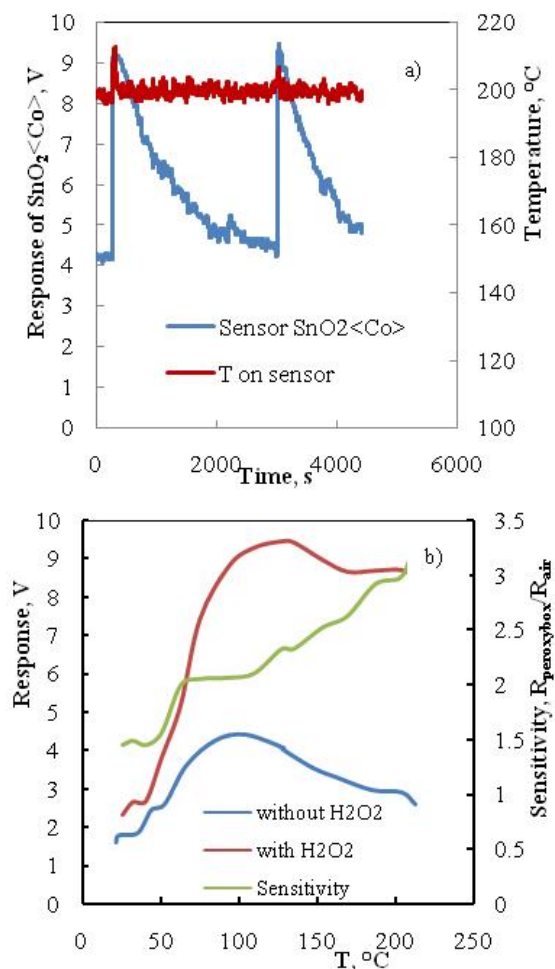 a)
Response of SnO₂<Co>, V
10
9
8
7
6
5
4
3
2
1
0
220
200
180
160
140
120
100
Temperature, °C
Sensor SnO2<Co>
T on sensor
0 2000 4000 6000
Time, s
b)
Response, V
10
9
8
7
6
5
4
3
2
1
0
3.5
3
2.5
2
1.5
1
0.5
0
Sensitivity, R_peroxybox/R_air
without H2O2
with H2O2
Sensitivity
0 50 100 150 200 250
T, °C